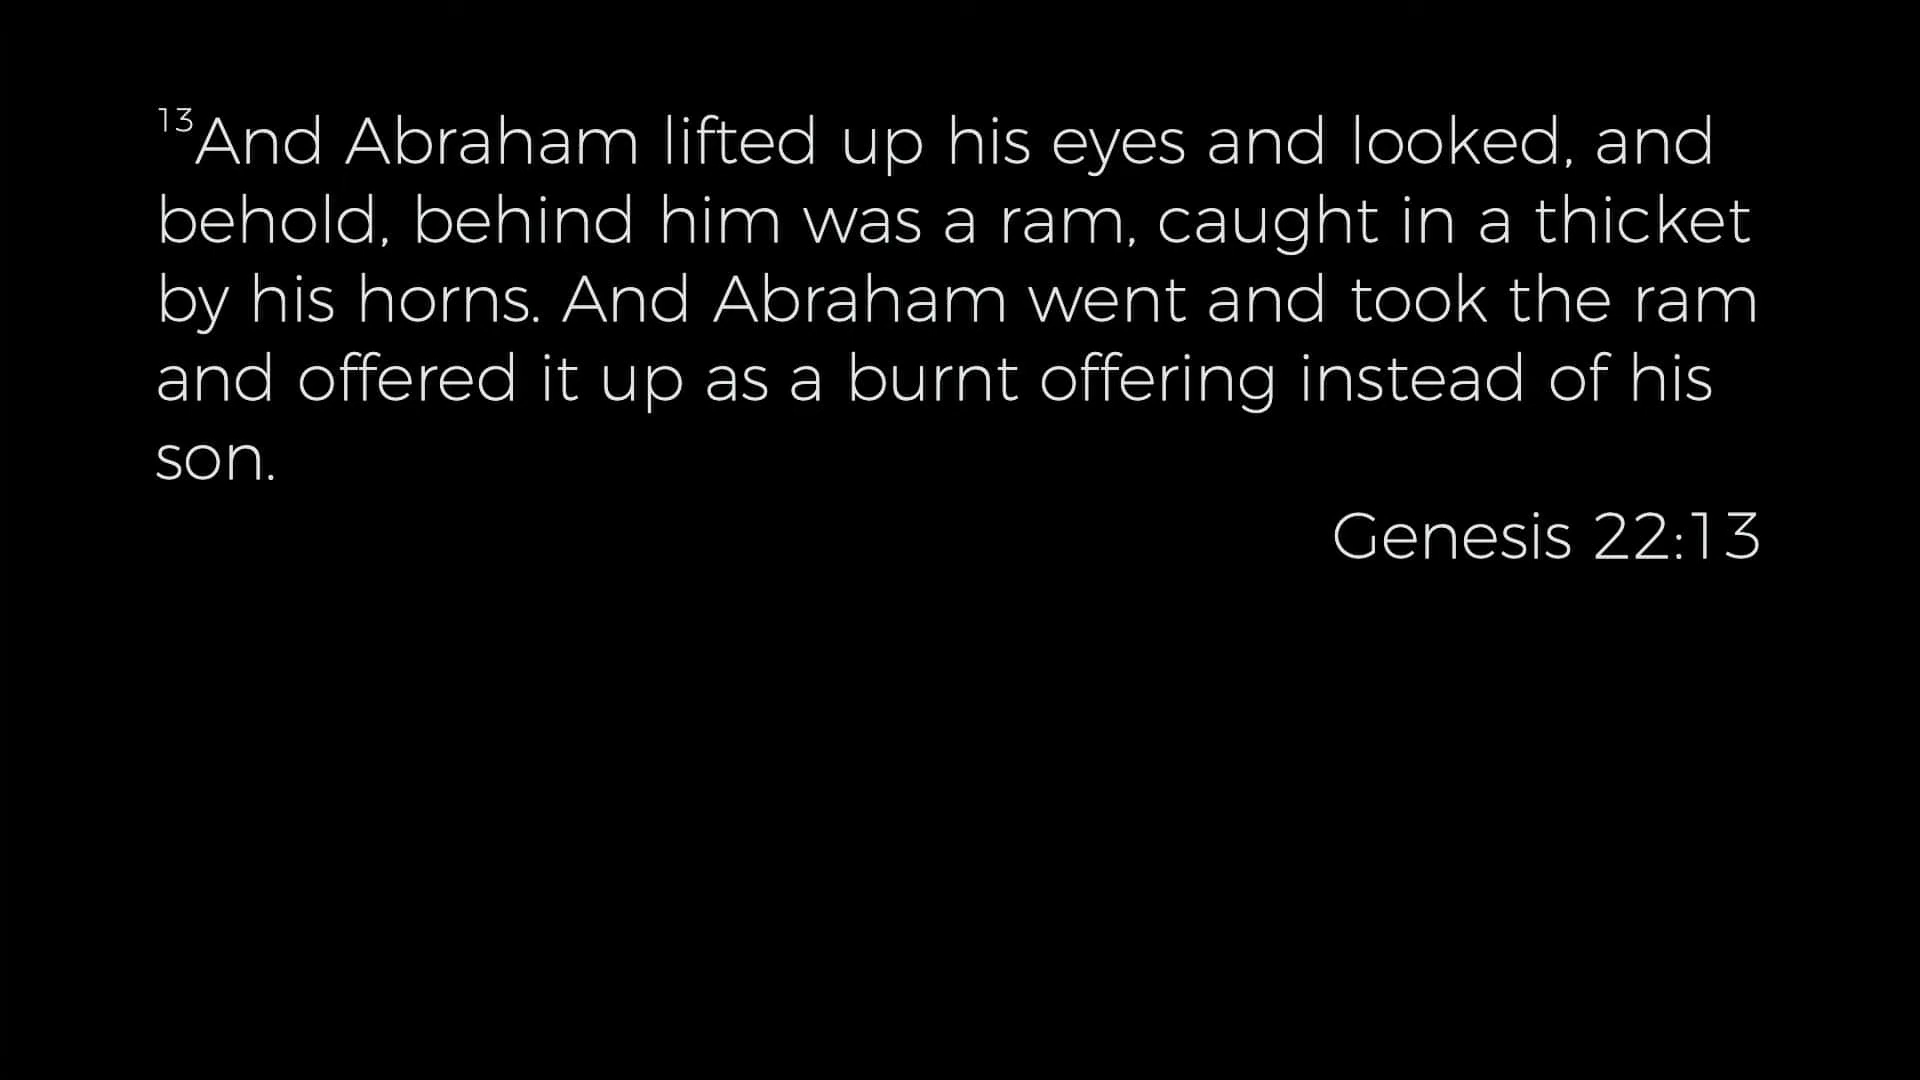 13And Abraham lifted up his eyes and looked, and
behold, behind him was a ram, caught in a thicket
by his horns. And Abraham went and took the ram
and offered it up as a burnt offering instead of his
son.
Genesis 22:13